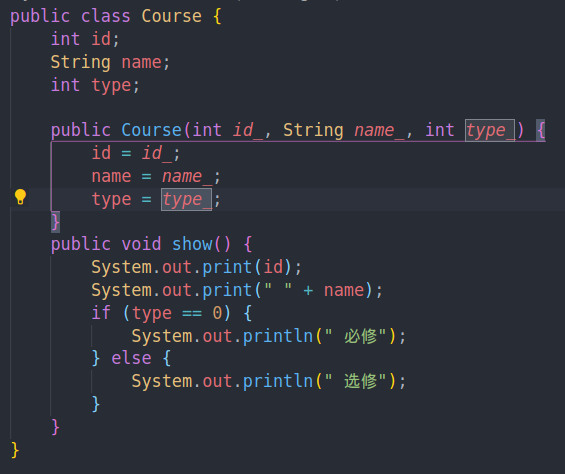 public class Course {
    int id;
    String name;
    int type;

    public Course(int id_, String name_, int type_) {
        id = id_;
        name = name_;
        type = type_;
    }
    public void show() {
        System.out.print(id);
        System.out.print(" " + name);
        if (type == 0) {
            System.out.println(" 必修");
        } else {
            System.out.println(" 选修");
        }
    }
}